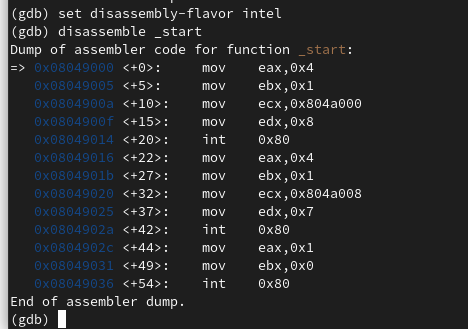 (gdb) set disassembly-flavor intel
(gdb) disassemble _start
Dump of assembler code for function _start:
=> 0x08049000 <+0>:     mov    eax,0x4
   0x08049005 <+5>:     mov    ebx,0x1
   0x0804900a <+10>:    mov    ecx,0x804a000
   0x0804900f <+15>:    mov    edx,0x8
   0x08049014 <+20>:    int    0x80
   0x08049016 <+22>:    mov    eax,0x4
   0x0804901b <+27>:    mov    ebx,0x1
   0x08049020 <+32>:    mov    ecx,0x804a008
   0x08049025 <+37>:    mov    edx,0x7
   0x0804902a <+42>:    int    0x80
   0x0804902c <+44>:    mov    eax,0x1
   0x08049031 <+49>:    mov    ebx,0x0
   0x08049036 <+54>:    int    0x80
End of assembler dump.
(gdb)